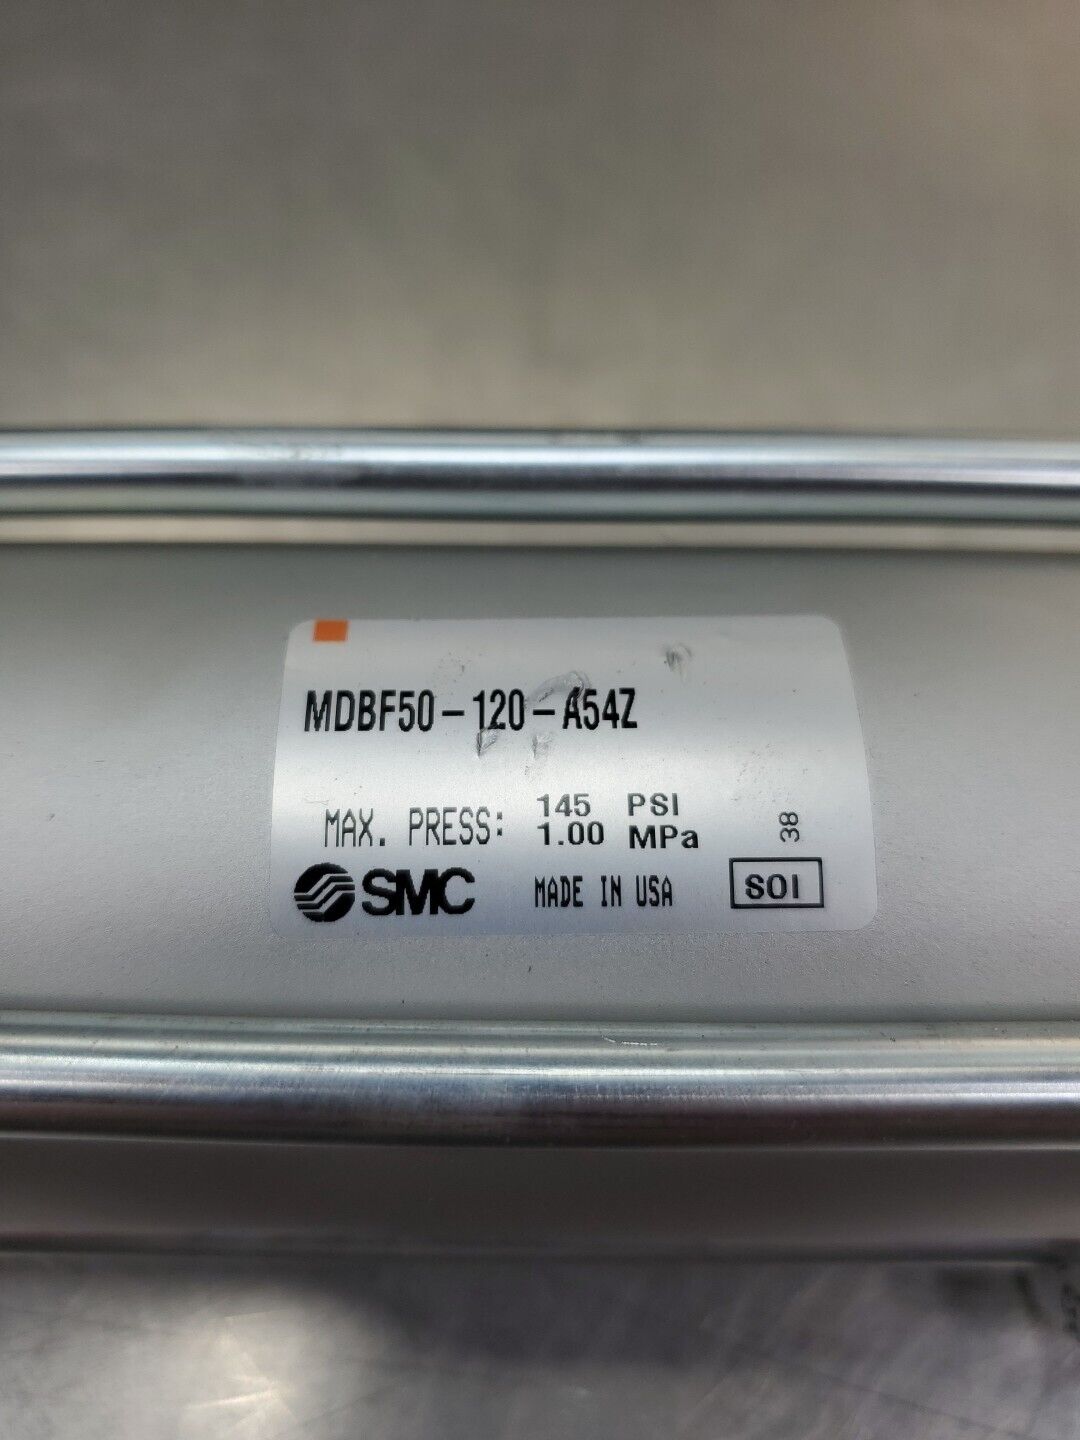 MDBF50-120-A54Z
MAX. PRESS: 145 PSI
1.00 MPa
38
SMC MADE IN USA SOI